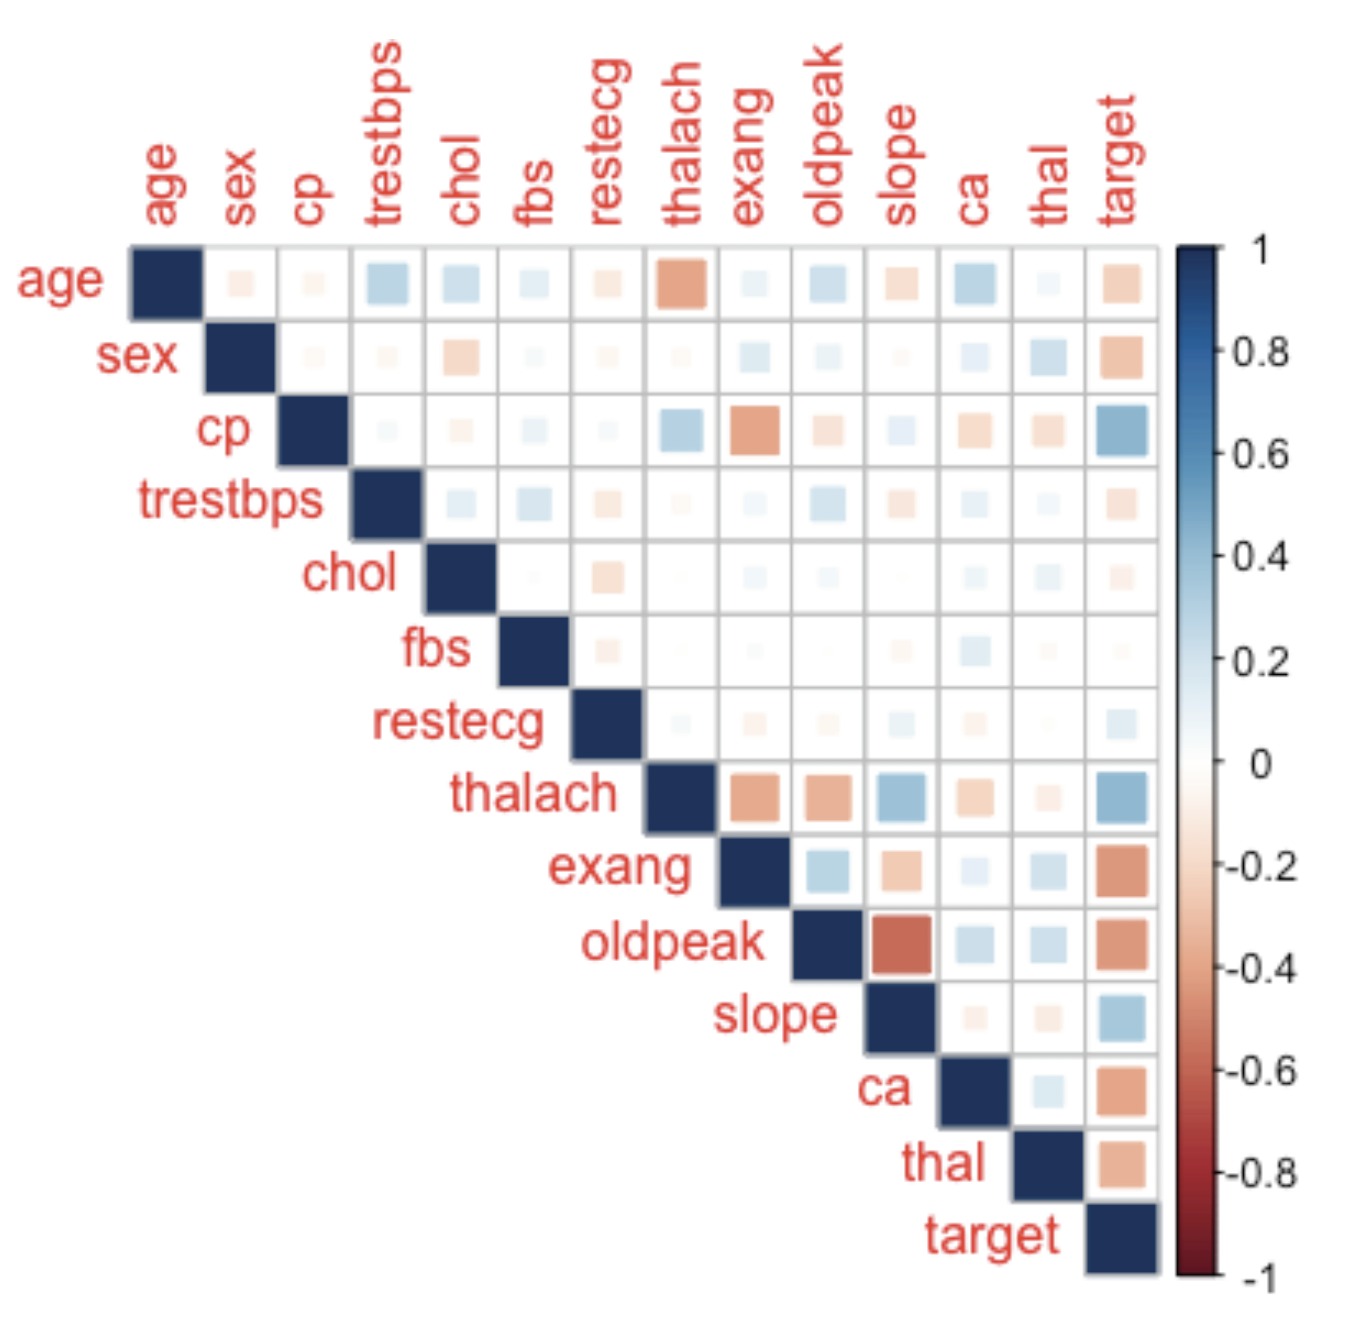 age sex cp trestbps chol fbs restecg thalach exang oldpeak slope ca thal target
age
sex
cp
trestbps
chol
fbs
restecg
thalach
exang
oldpeak
slope
ca
thal
target
1
0.8
0.6
0.4
0.2
0
-0.2
-0.4
-0.6
-0.8
-1